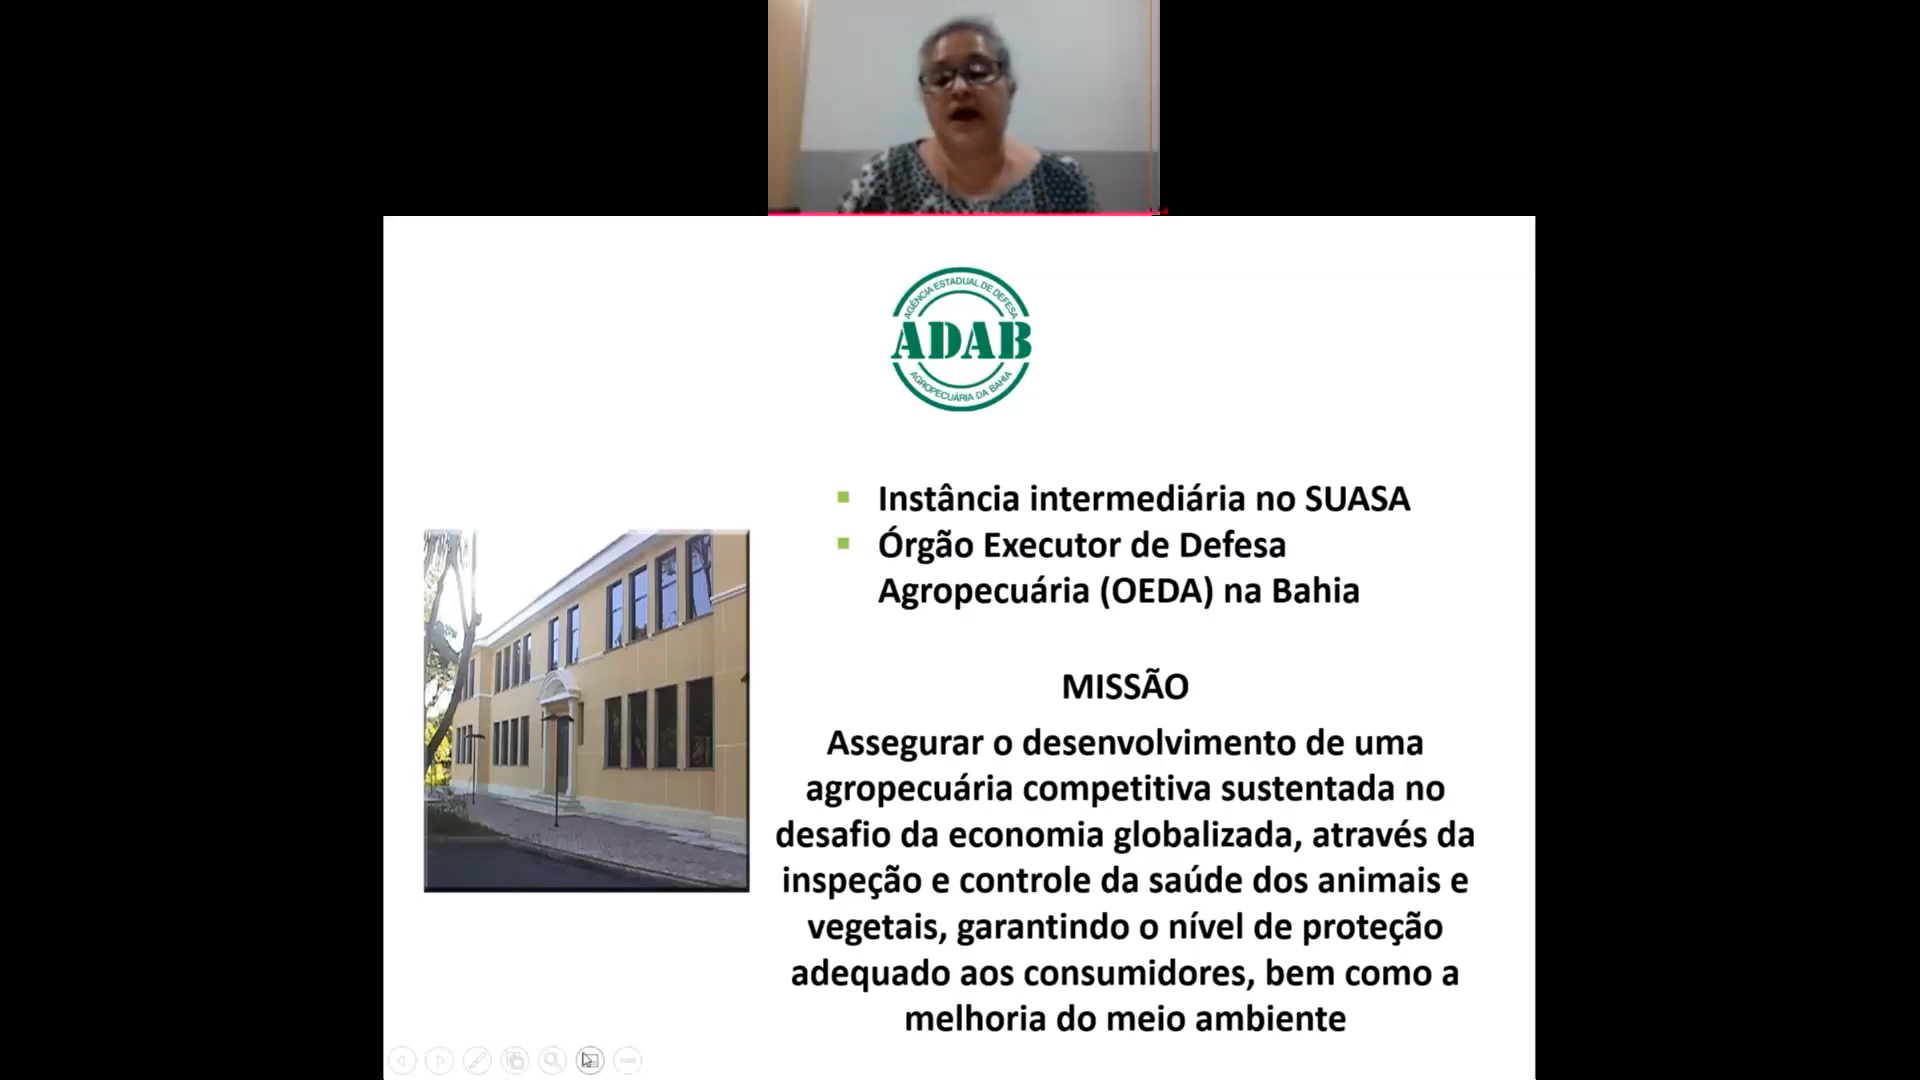 AGÊNCIA ESTADUAL DE DEFESA
ADAB
AGROPECUÁRIA DA BAHIA
Instância intermediária no SUASA
Órgão Executor de Defesa
Agropecuária (OEDA) na Bahia
MISSÃO
Assegurar o desenvolvimento de uma
agropecuária competitiva sustentada no
desafio da economia globalizada, através da
inspeção e controle da saúde dos animais e
vegetais, garantindo o nível de proteção
adequado aos consumidores, bem como a
melhoria do meio ambiente